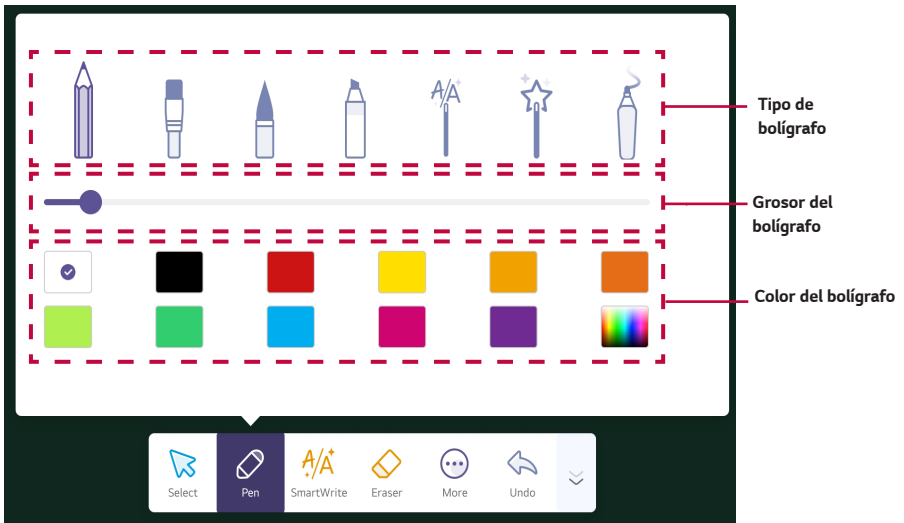 Tipo de
bolígrafo
Grosor del
bolígrafo
Color del bolígrafo
A/A
A/A
Select
Pen
SmartWrite
Eraser
More
Undo